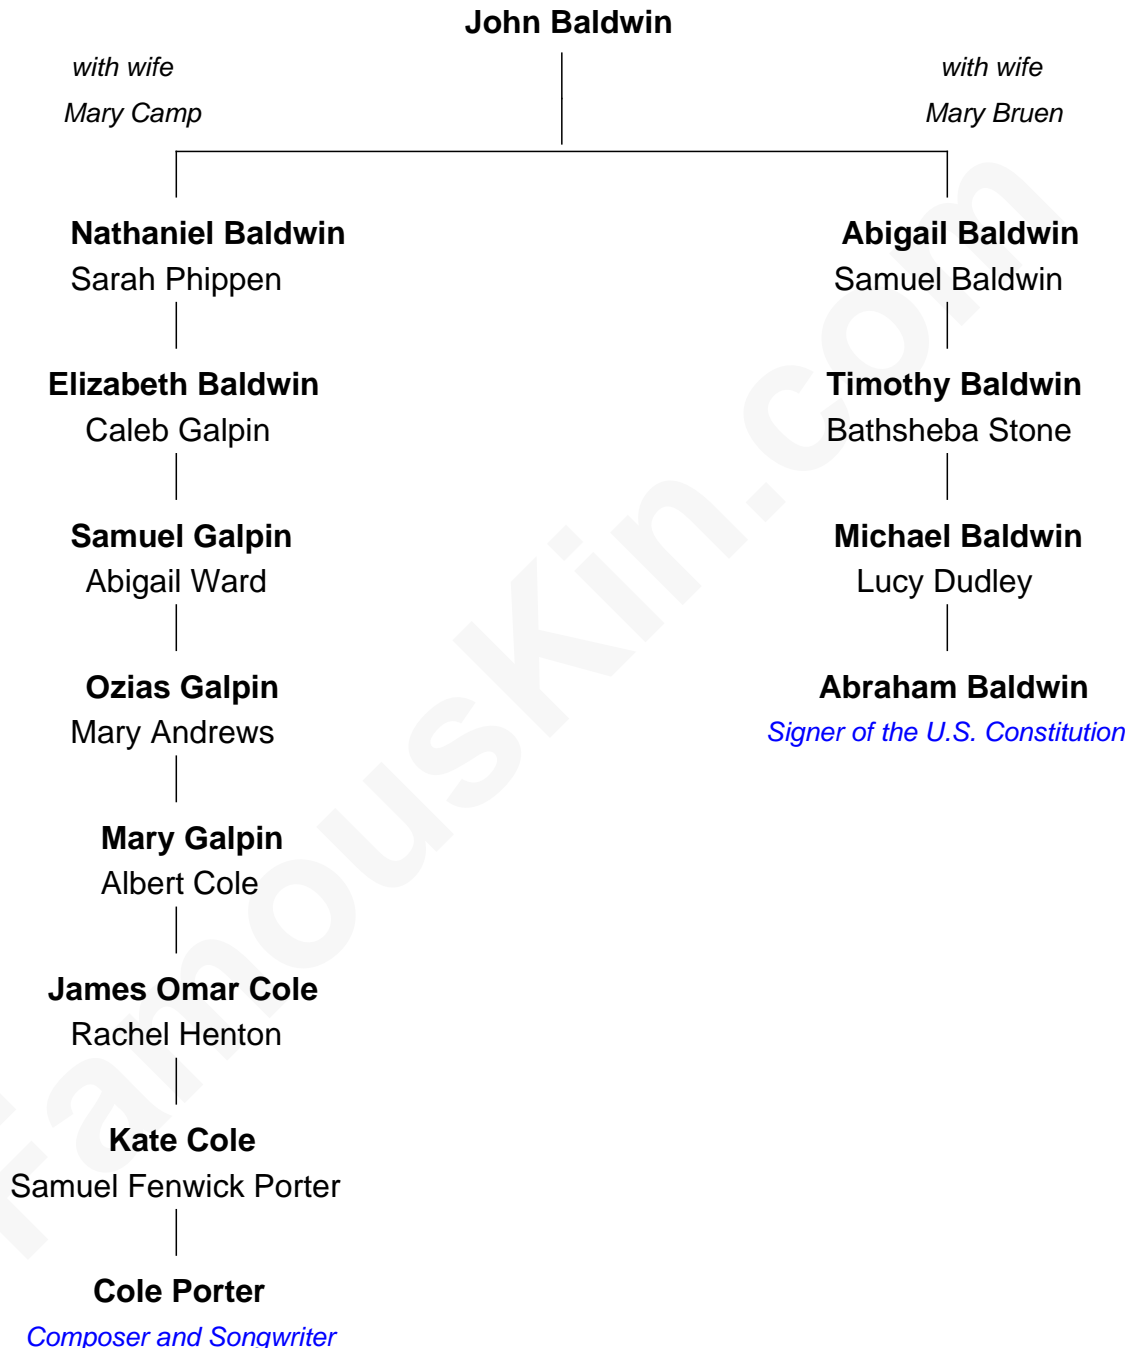 John Baldwin
with wife
Mary Camp
with wife
Mary Bruen
Nathaniel Baldwin
Sarah Phippen
Abigail Baldwin
Samuel Baldwin
Elizabeth Baldwin
Caleb Galpin
Timothy Baldwin
Bathsheba Stone
Samuel Galpin
Abigail Ward
Michael Baldwin
Lucy Dudley
Ozias Galpin
Mary Andrews
Abraham Baldwin
Signer of the U.S. Constitution
Mary Galpin
Albert Cole
James Omar Cole
Rachel Henton
Kate Cole
Samuel Fenwick Porter
Cole Porter
Composer and Songwriter
FamousKin.com